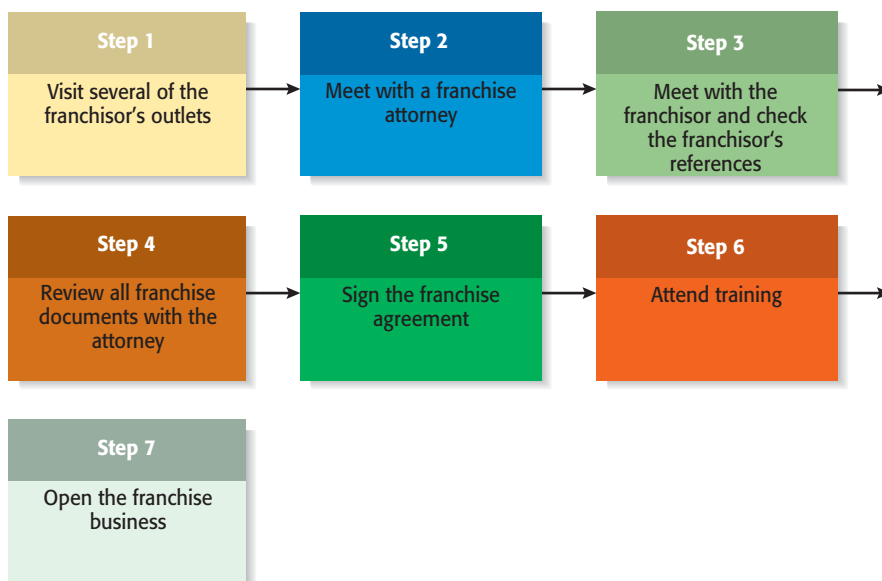 Step 1
Visit several of the
franchisor's outlets
Step 2
Meet with a franchise
attorney
Step 3
Meet with the
franchisor and check
the franchisor's
references
Step 4
Review all franchise
documents with the
attorney
Step 5
Sign the franchise
agreement
Step 6
Attend training
Step 7
Open the franchise
business